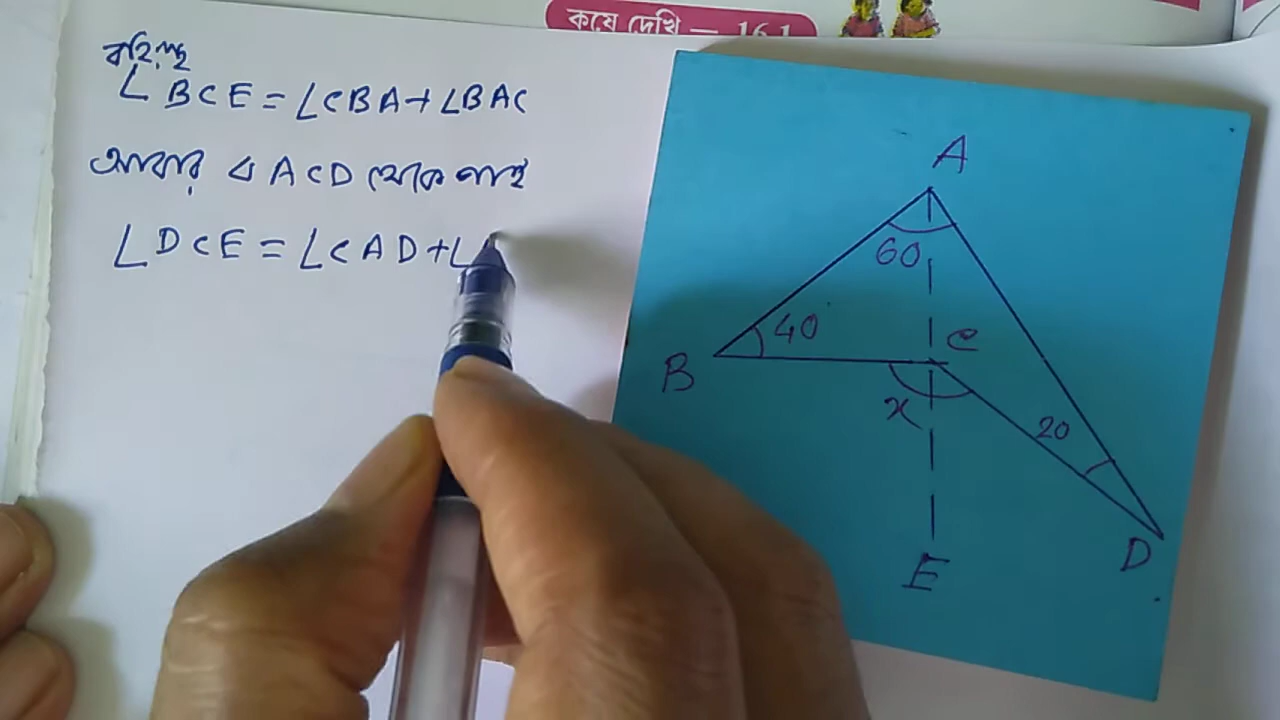 কষে দেখি — 16.1
বহিঃস্থ
∠BCE = ∠CBA + ∠BAC
আবার △ACD থেকে পাই
∠DCE = ∠CAD + ∠
A
60
40
B
C
x
20
D
E